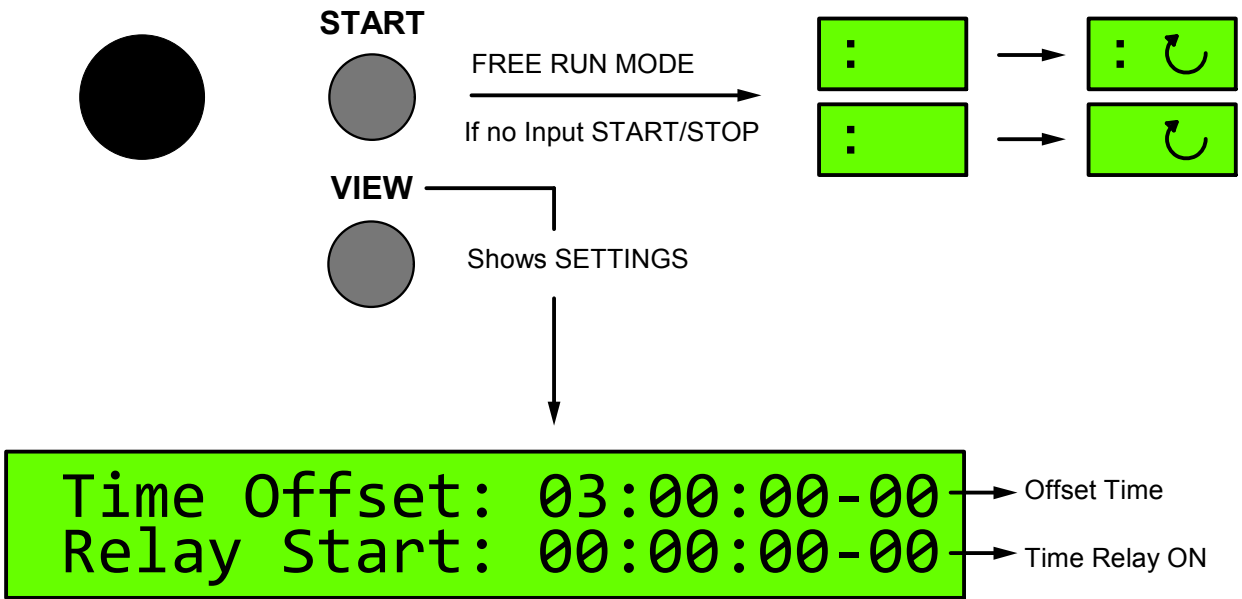 START
FREE RUN MODE
If no Input START/STOP
: :
: 
VIEW
Shows SETTINGS
Time Offset: 03:00:00-00
Offset Time
Relay Start: 00:00:00-00
Time Relay ON